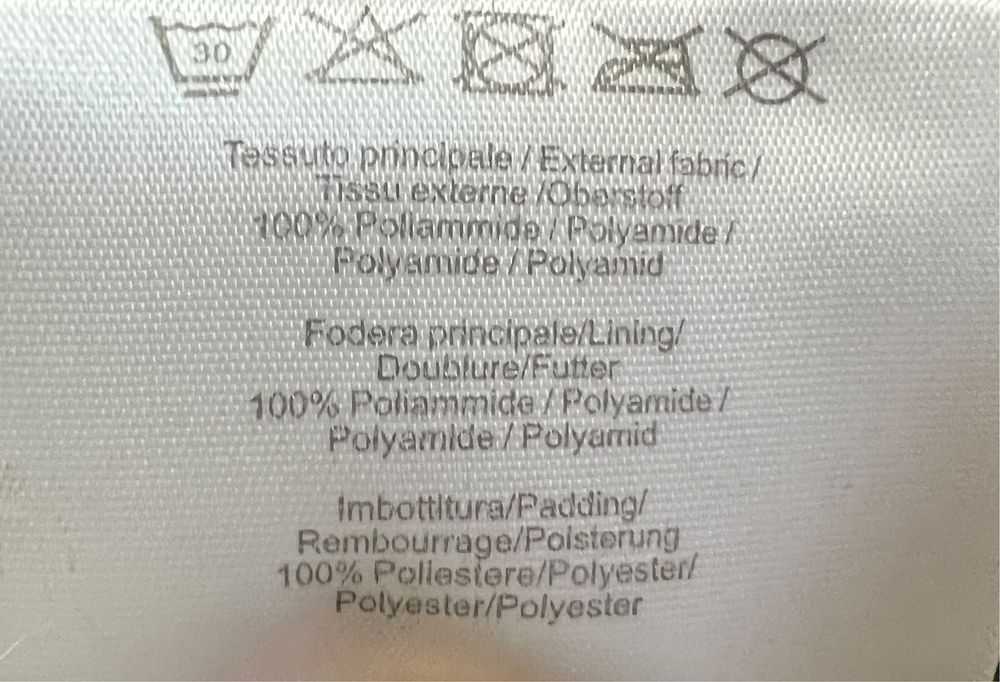 30
Tessuto principale / External fabric /
Tissu externe /Oberstoff
100% Poliammide / Polyamide /
Polyamide / Polyamid
Fodera principale/Lining/
Doublure/Futter
100% Poliammide / Polyamide /
Polyamide / Polyamid
Imbottitura/Padding/
Rembourrage/Polsterung
100% Poliestere/Polyester/
Polyester/Polyester